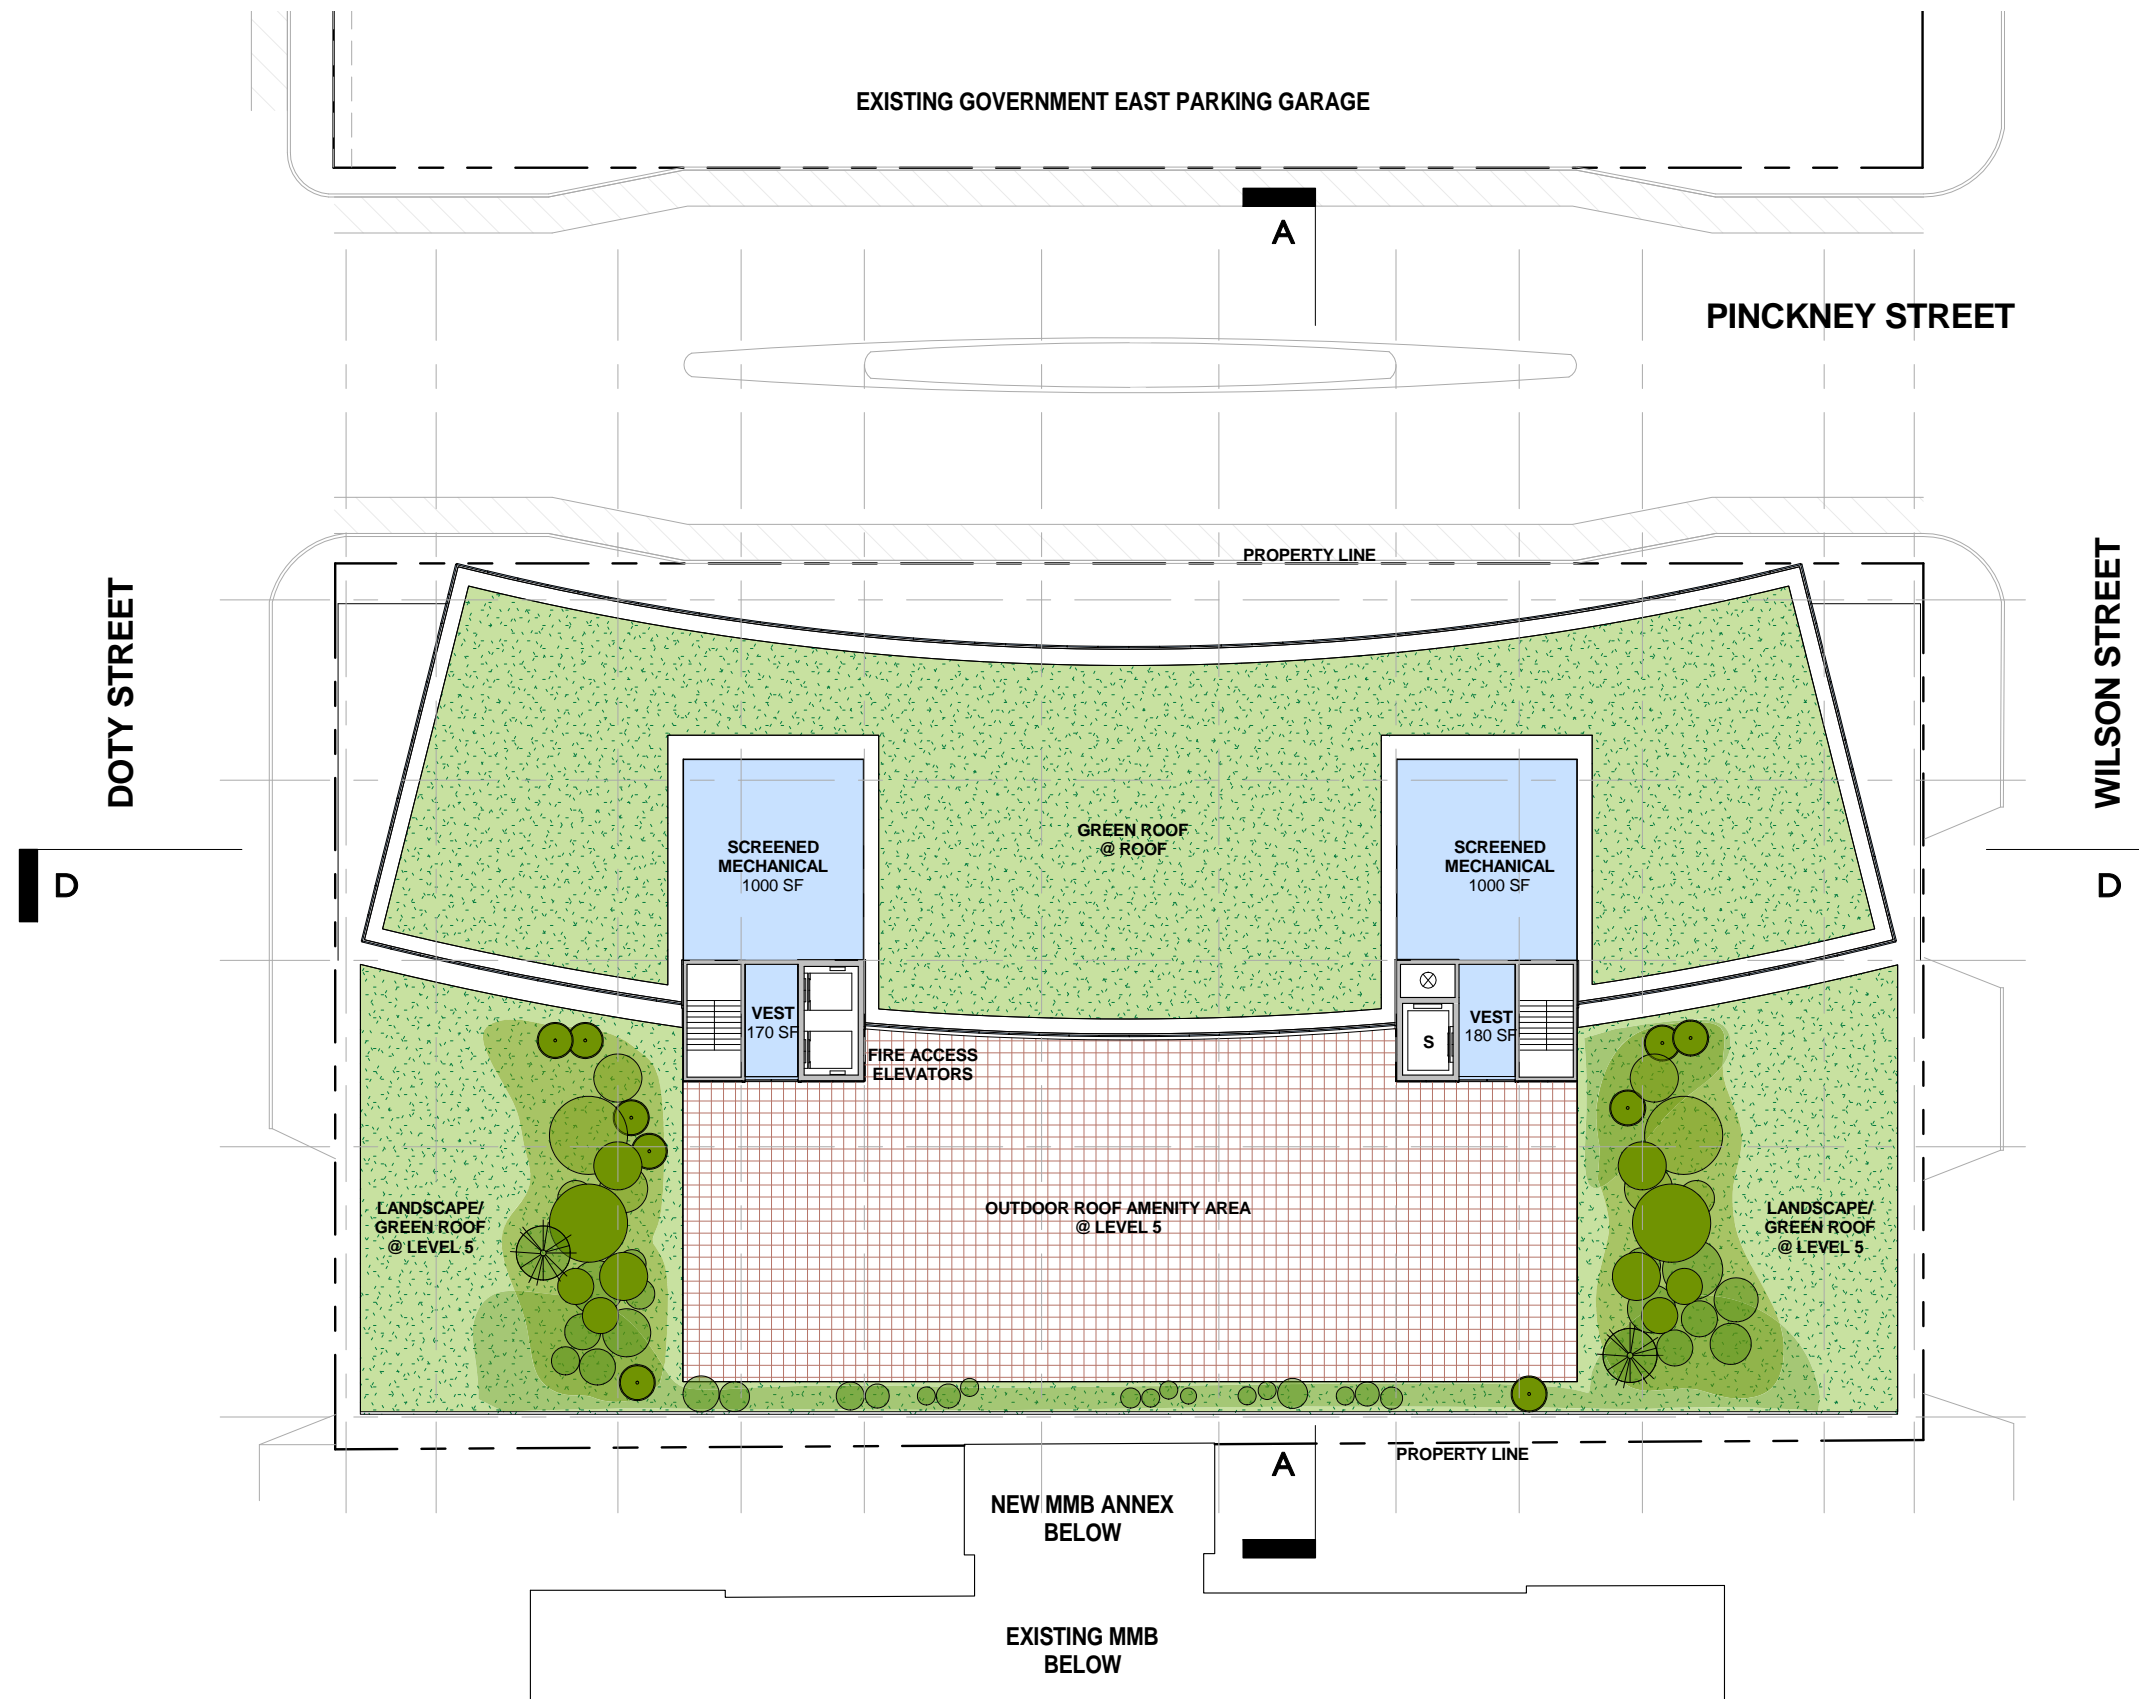 EXISTING GOVERNMENT EAST PARKING GARAGE
A
PINCKNEY STREET
PROPERTY LINE
DOTY STREET
WILSON STREET
SCREENED
MECHANICAL
1000 SF
GREEN ROOF
@ ROOF
SCREENED
MECHANICAL
1000 SF
D
D
VEST
170 SF
VEST
180 SF
S
FIRE ACCESS
ELEVATORS
LANDSCAPE/
GREEN ROOF
@ LEVEL 5
OUTDOOR ROOF AMENITY AREA
@ LEVEL 5
LANDSCAPE/
GREEN ROOF
@ LEVEL 5
PROPERTY LINE
A
NEW MMB ANNEX
BELOW
EXISTING MMB
BELOW